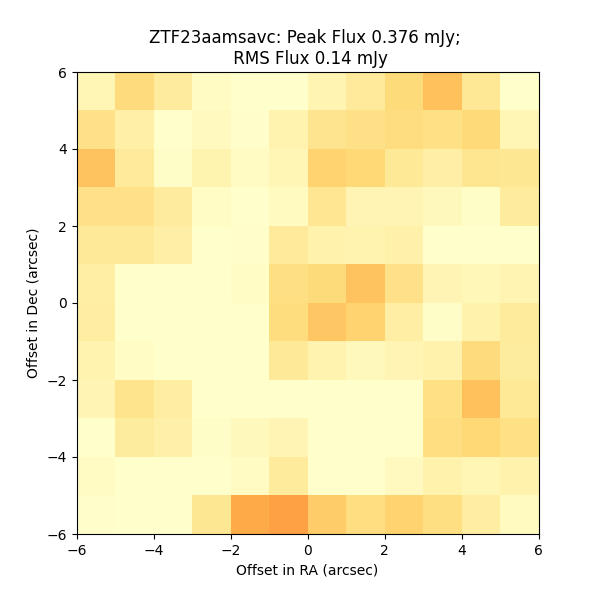 ZTF23aamsavc: Peak Flux 0.376 mJy;
RMS Flux 0.14 mJy
6
4
2
0
−2
−4
−6
Offset in Dec (arcsec)
−6 −4 −2 0 2 4 6
Offset in RA (arcsec)